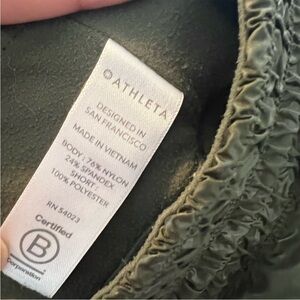 ATHLETA
DESIGNED IN
SAN FRANCISCO
MADE IN VIETNAM
BODY : 76% NYLON
24% SPANDEX
SHORT :
100% POLYESTER
RN 54023
Certified
B
Corporation